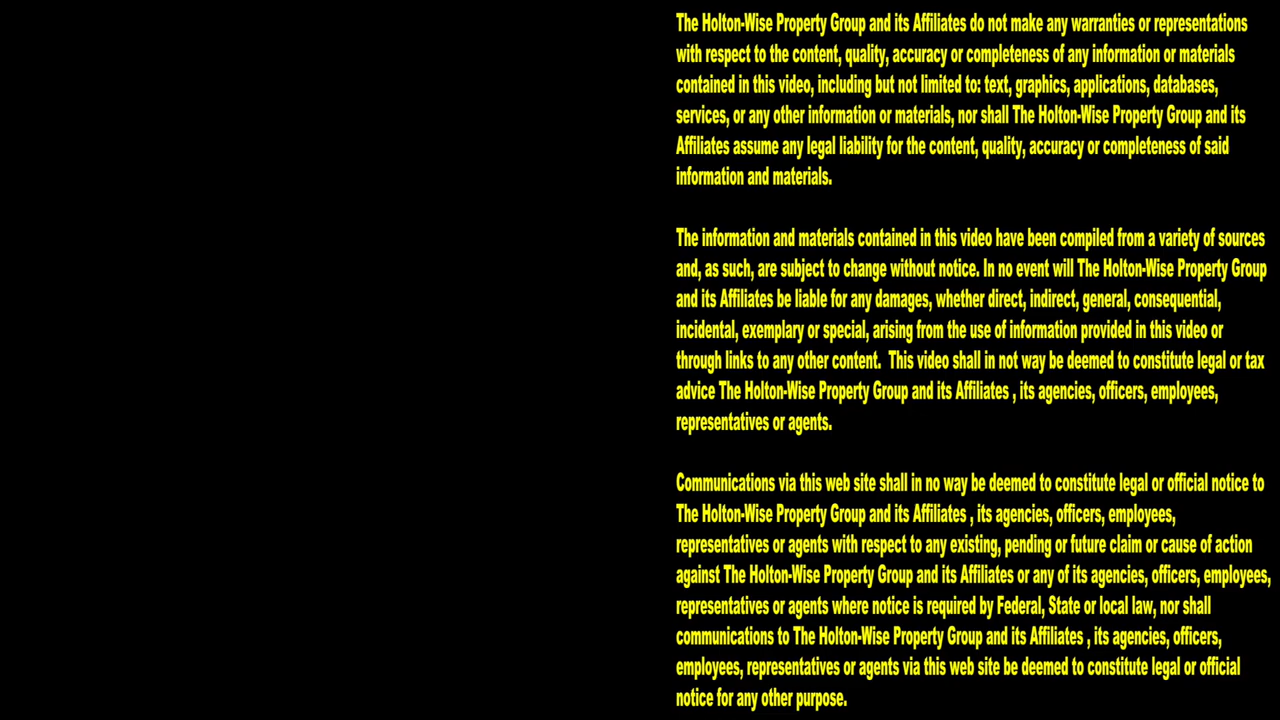 The Holton-Wise Property Group and its Affiliates do not make any warranties or representations
with respect to the content, quality, accuracy or completeness of any information or materials
contained in this video, including but not limited to: text, graphics, applications, databases,
services, or any other information or materials, nor shall The Holton-Wise Property Group and its
Affiliates assume any legal liability for the content, quality, accuracy or completeness of said
information and materials.
The information and materials contained in this video have been compiled from a variety of sources
and, as such, are subject to change without notice. In no event will The Holton-Wise Property Group
and its Affiliates be liable for any damages, whether direct, indirect, general, consequential,
incidental, exemplary or special, arising from the use of information provided in this video or
through links to any other content.  This video shall in not way be deemed to constitute legal or tax
advice The Holton-Wise Property Group and its Affiliates , its agencies, officers, employees,
representatives or agents.
Communications via this web site shall in no way be deemed to constitute legal or official notice to
The Holton-Wise Property Group and its Affiliates , its agencies, officers, employees,
representatives or agents with respect to any existing, pending or future claim or cause of action
against The Holton-Wise Property Group and its Affiliates or any of its agencies, officers, employees,
representatives or agents where notice is required by Federal, State or local law, nor shall
communications to The Holton-Wise Property Group and its Affiliates , its agencies, officers,
employees, representatives or agents via this web site be deemed to constitute legal or official
notice for any other purpose.